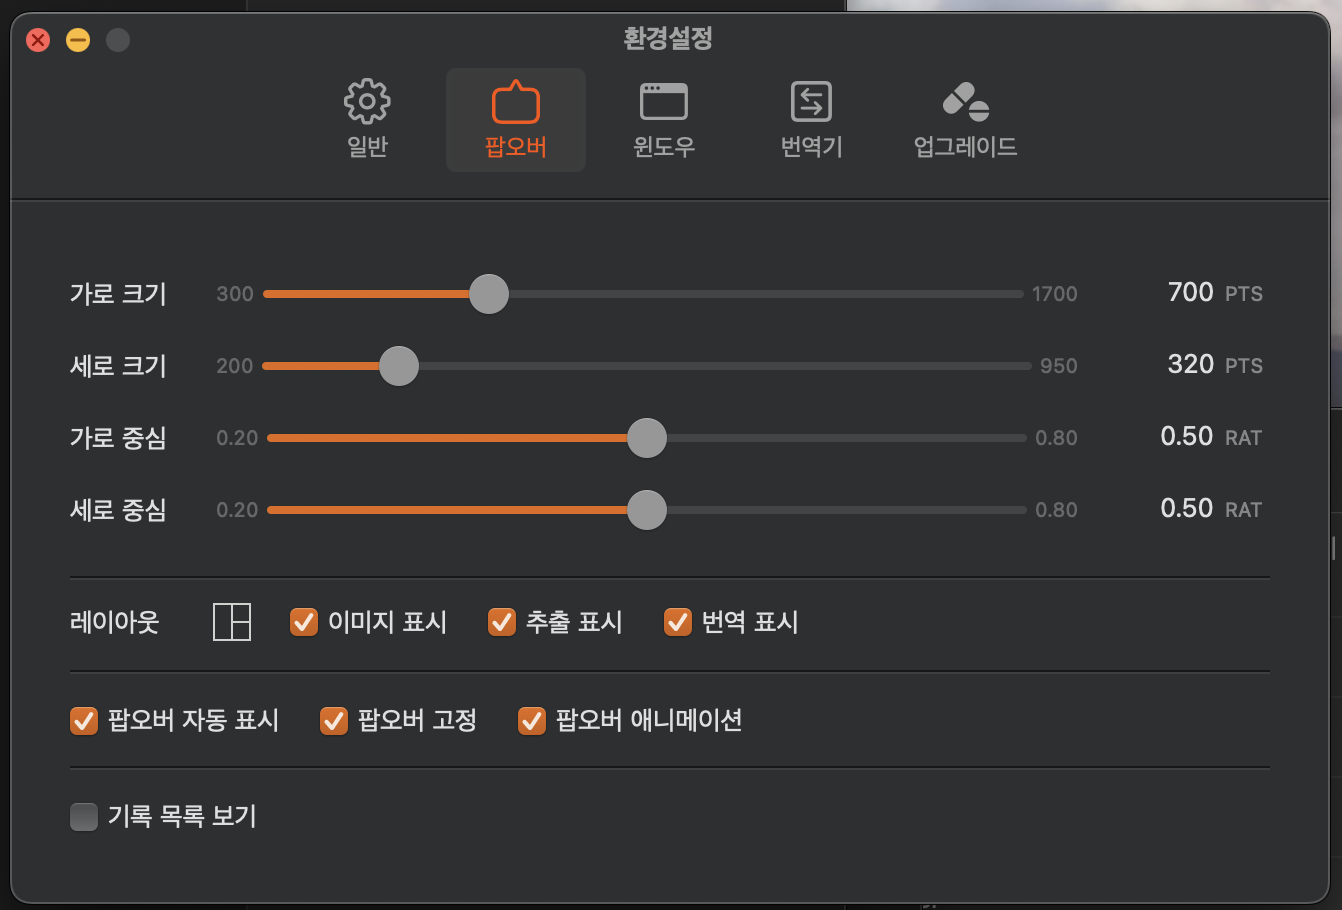 환경설정
일반
팝오버
윈도우
번역기
업그레이드
가로 크기 300 1700 700 PTS
세로 크기 200 950 320 PTS
가로 중심 0.20 0.80 0.50 RAT
세로 중심 0.20 0.80 0.50 RAT
레이아웃 이미지 표시 추출 표시 번역 표시
팝오버 자동 표시 팝오버 고정 팝오버 애니메이션
기록 목록 보기